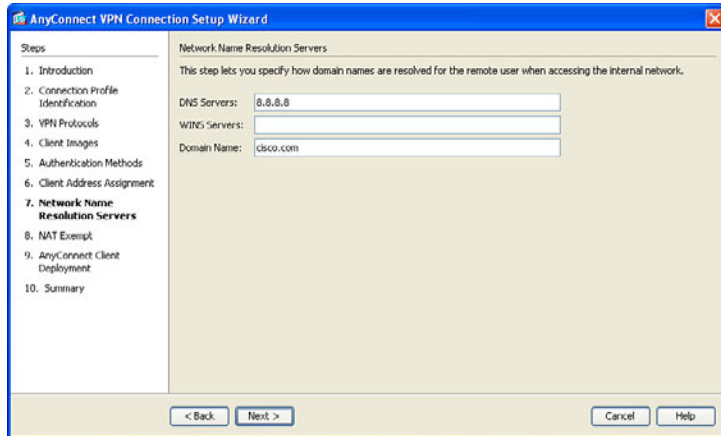 AnyConnect VPN Connection Setup Wizard
Steps
1. Introduction
2. Connection Profile
Identification
3. VPN Protocols
4. Client Images
5. Authentication Methods
6. Client Address Assignment
7. Network Name
Resolution Servers
8. NAT Exempt
9. AnyConnect Client
Deployment
10. Summary
Network Name Resolution Servers
This step lets you specify how domain names are resolved for the remote user when accessing the internal network.
DNS Servers: 8.8.8.8
WINS Servers:
Domain Name: cisco.com
< Back Next > Cancel Help